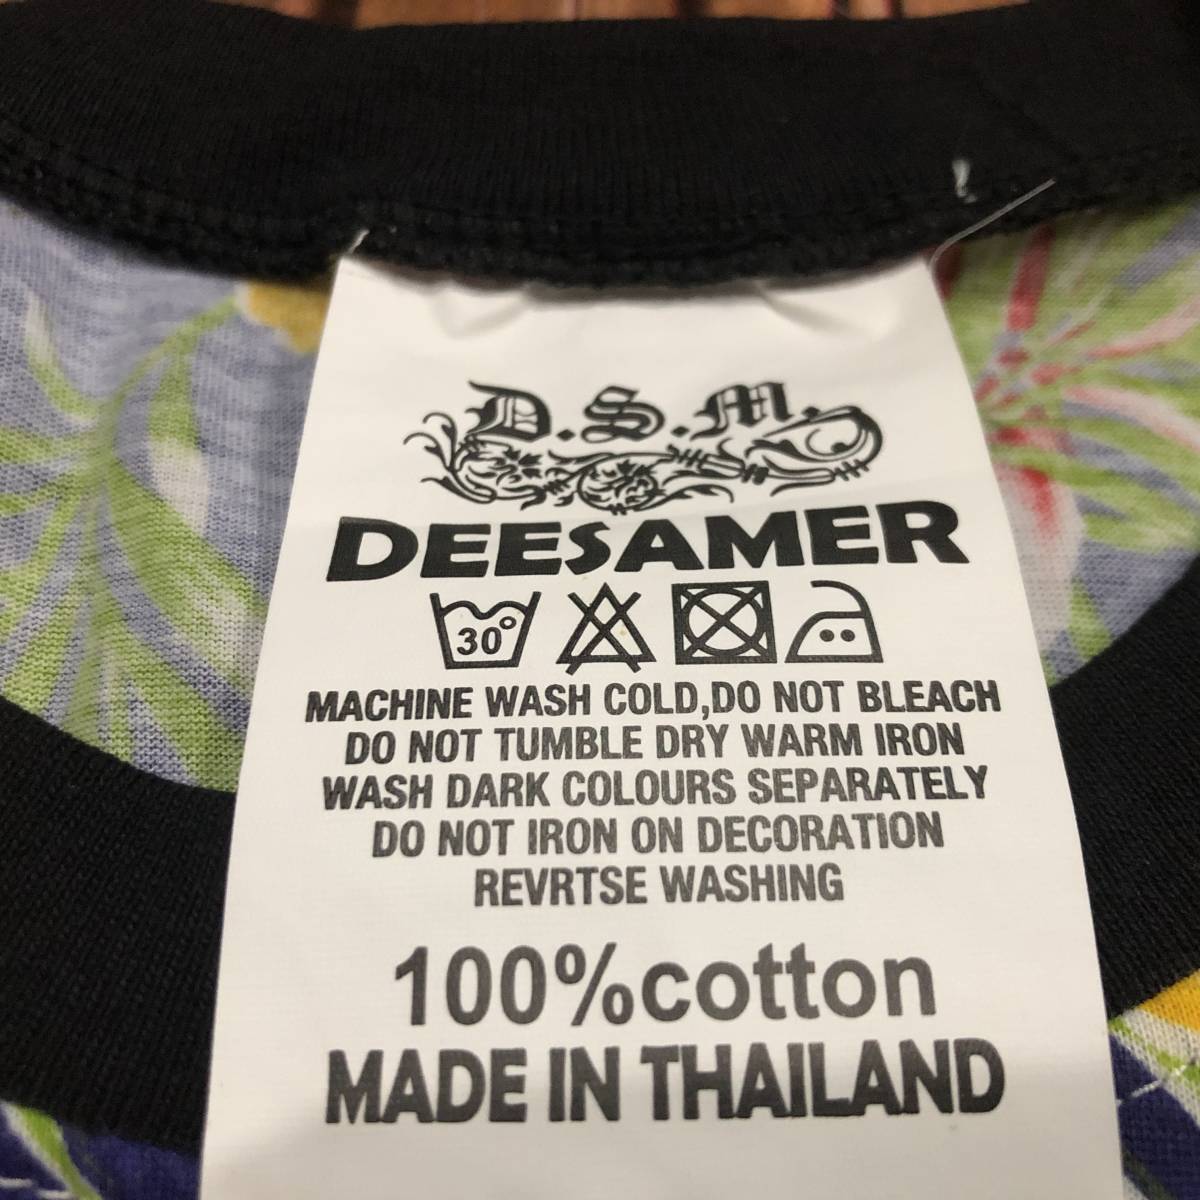 D.S.M.
DEESAMER
30°
MACHINE WASH COLD,DO NOT BLEACH
DO NOT TUMBLE DRY WARM IRON
WASH DARK COLOURS SEPARATELY
DO NOT IRON ON DECORATION
REVRTSE WASHING
100%cotton
MADE IN THAILAND